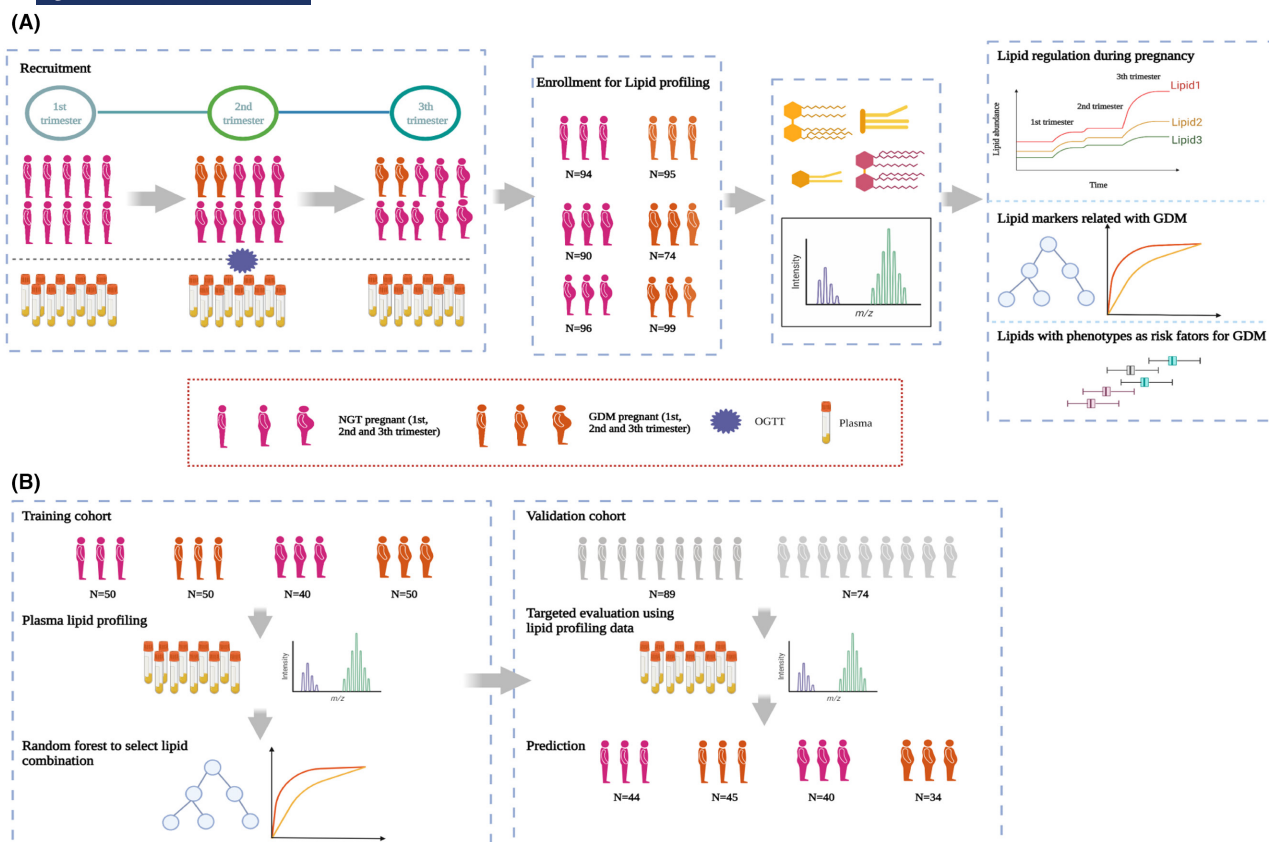 (A)
Recruitment
1st
trimester
2nd
trimester
3th
trimester
Enrollment for Lipid profiling
N=94
N=95
N=90
N=74
N=96
N=99
Intensity
m/z
Lipid regulation during pregnancy
3th trimester
Lipid1
2nd trimester
1st trimester
Lipid2
Lipid3
Lipid abundance
Time
Lipid markers related with GDM
Lipids with phenotypes as risk fators for GDM
NGT pregnant (1st,
2nd and 3th trimester)
GDM pregnant (1st,
2nd and 3th trimester)
OGTT
Plasma
(B)
Training cohort
N=50
N=50
N=40
N=50
Plasma lipid profiling
Intensity
m/z
Random forest to select lipid
combination
Validation cohort
N=89
N=74
Targeted evaluation using
lipid profiling data
Intensity
m/z
Prediction
N=44
N=45
N=40
N=34